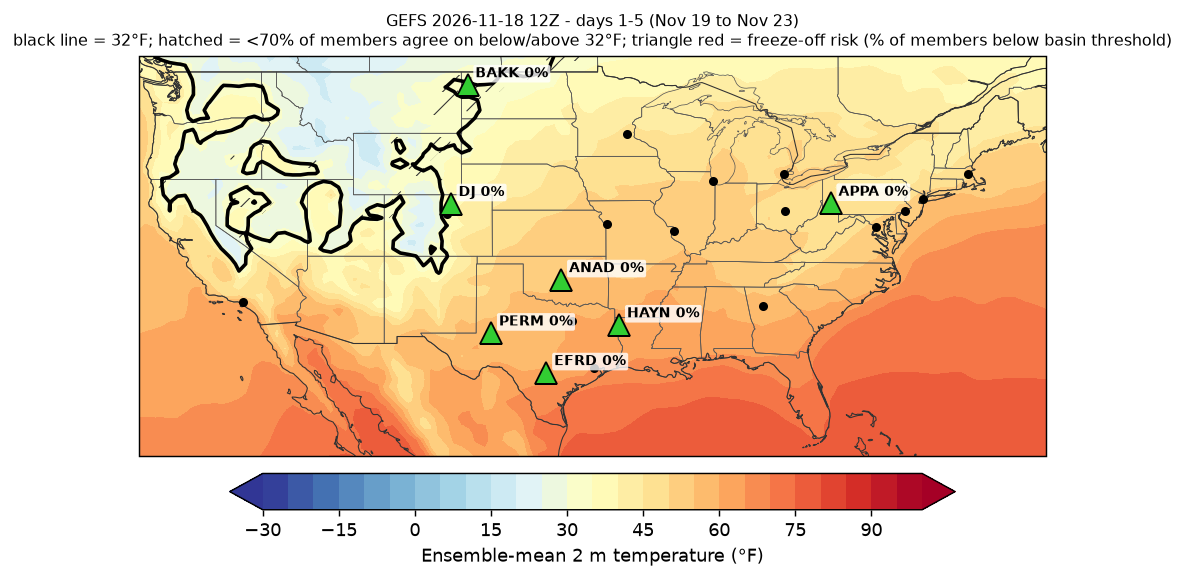 GEFS 2026-11-18 12Z - days 1-5 (Nov 19 to Nov 23)
black line = 32°F; hatched = <70% of members agree on below/above 32°F; triangle red = freeze-off risk (% of members below basin threshold)
BAKK 0%
DJ 0%
APPA 0%
ANAD 0%
HAYN 0%
PERM 0%
EFRD 0%
−30 −15 0 15 30 45 60 75 90
Ensemble-mean 2 m temperature (°F)